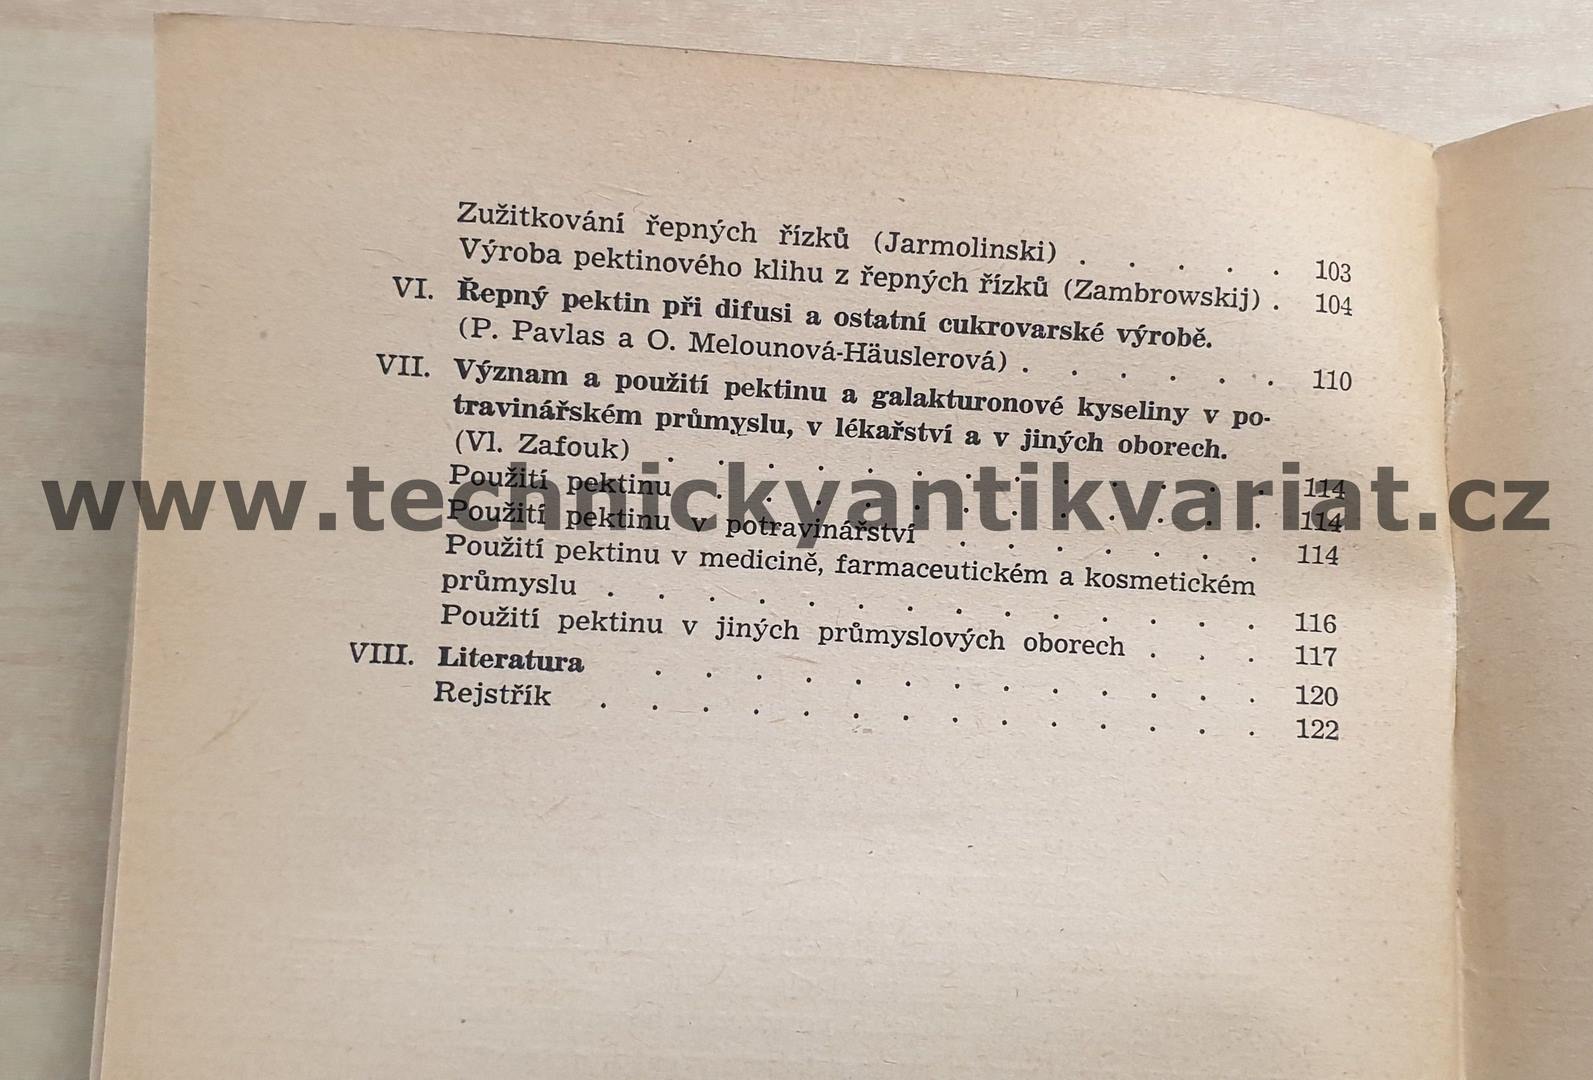 Zužitkování řepných řízků (Jarmolinski) . . . . . 103
Výroba pektinového klihu z řepných řízků (Zambrowskij) . 104
VI. Řepný pektin při difusi a ostatní cukrovarské výrobě.
(P. Pavlas a O. Melounová-Häuslerová) . . . . . . 110
VII. Význam a použití pektinu a galakturonové kyseliny v po-
travinářském průmyslu, v lékařství a v jiných oborech.
(Vl. Zafouk) . . . . . . . . . . . . . 114
Použití pektinu . . . . . . . . . . . . 114
Použití pektinu v potravinářství . . . . . . . 114
Použití pektinu v medicině, farmaceutickém a kosmetickém
průmyslu . . . . . . . . . . . . . . 116
Použití pektinu v jiných průmyslových oborech . . . 117
VIII. Literatura . . . . . . . . . . . . . 120
Rejstřík . . . . . . . . . . . . . . 122
www.technickyantikvariat.cz